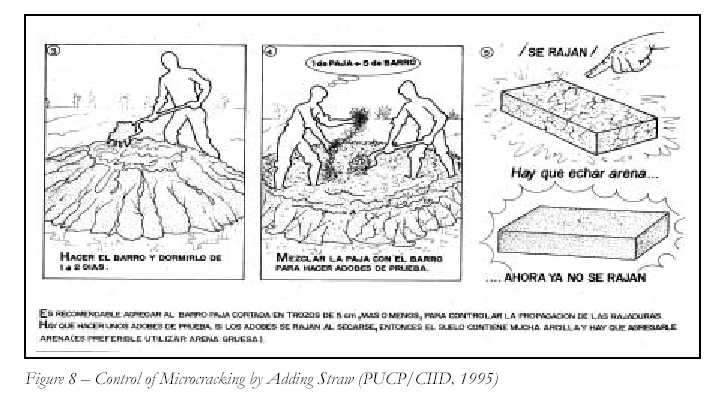 3
HACER EL BARRO Y DORMIRLO DE
1 a 2 DIAS.
4
1 de PAJA + 5 de BARRO
MEZCLAR LA PAJA CON EL BARRO
PARA HACER ADOBES DE PRUEBA.
5
/SE RAJAN/
Hay que echar arena...
.... AHORA YA NO SE RAJAN
ES RECOMENDABLE AGREGAR AL BARRO PAJA CORTADA EN TROZOS DE 5 cm, MAS O MENOS, PARA CONTROLAR LA PROPAGACION DE LAS RAJADURAS.
HAY QUE HACER UNOS ADOBES DE PRUEBA. SI LOS ADOBES SE RAJAN AL SECARSE, ENTONCES EL SUELO CONTIENE MUCHA ARCILLA Y HAY QUE AGREGARLE
ARENA (ES PREFERIBLE UTILIZAR ARENA GRUESA).
Figure 8 – Control of Microcracking by Adding Straw (PUCP/CIID, 1995)